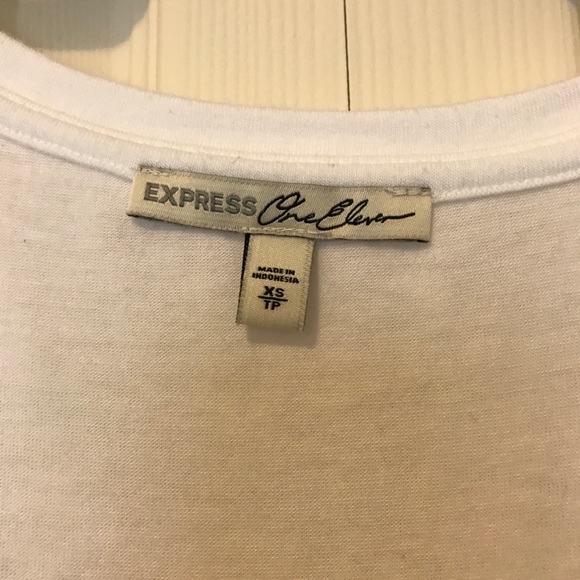 EXPRESS One Eleven
MADE IN
INDONESIA
XS
TP